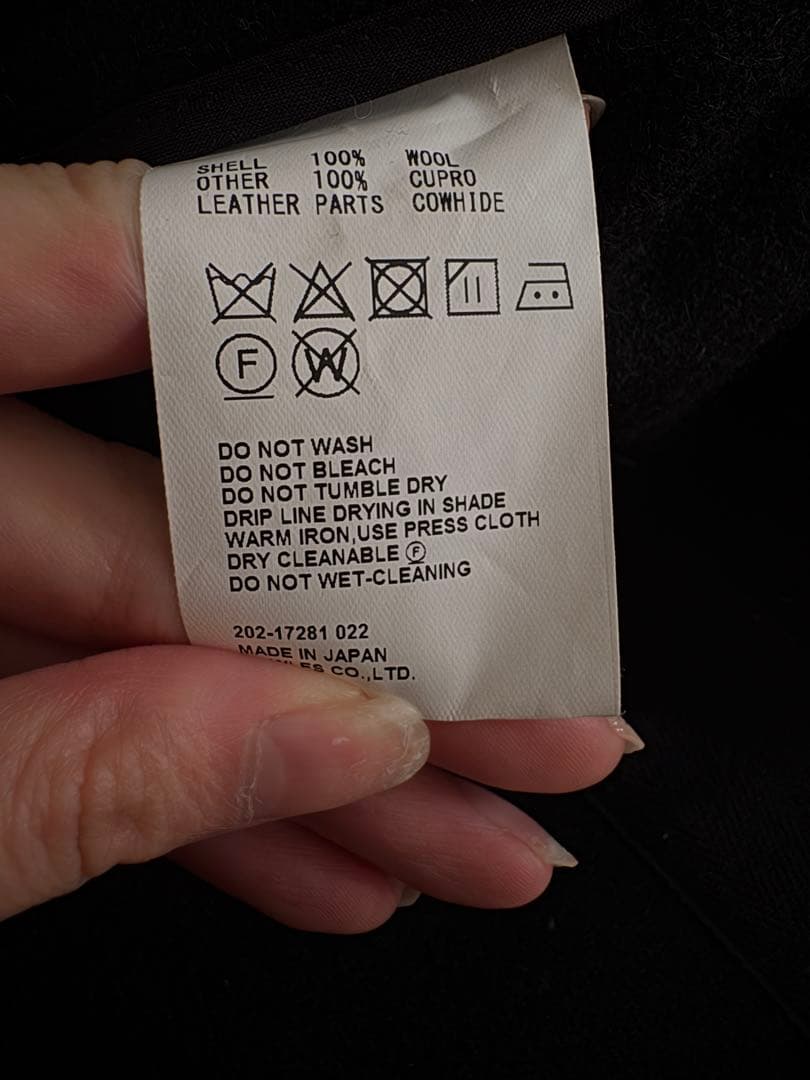 SHELL 100% WOOL
OTHER 100% CUPRO
LEATHER PARTS COWHIDE
F W
DO NOT WASH
DO NOT BLEACH
DO NOT TUMBLE DRY
DRIP LINE DRYING IN SHADE
WARM IRON,USE PRESS CLOTH
DRY CLEANABLE Ⓕ
DO NOT WET-CLEANING
202-17281 022
MADE IN JAPAN
CO.,LTD.